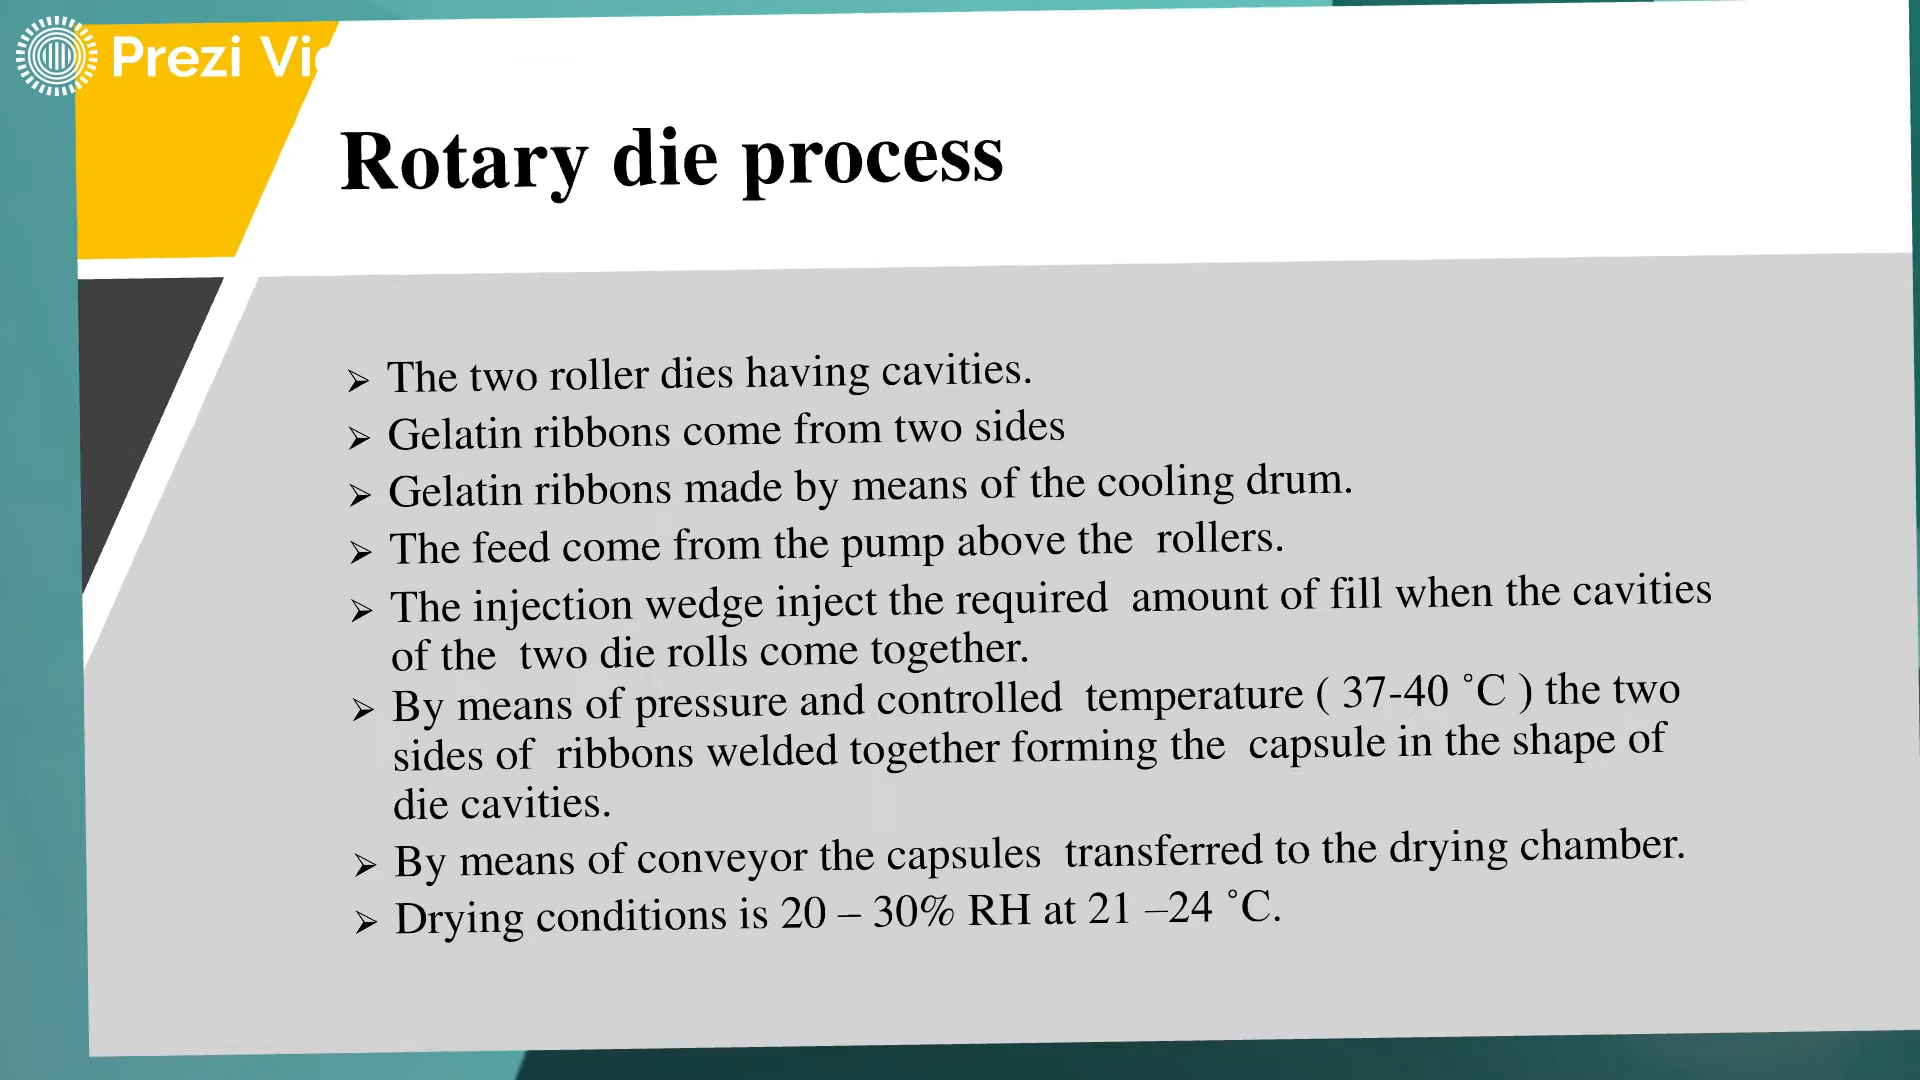 Prezi
Rotary die process
➢ The two roller dies having cavities.
➢ Gelatin ribbons come from two sides
➢ Gelatin ribbons made by means of the cooling drum.
➢ The feed come from the pump above the rollers.
➢ The injection wedge inject the required amount of fill when the cavities
of the two die rolls come together.
➢ By means of pressure and controlled temperature ( 37-40 ˚C ) the two
sides of ribbons welded together forming the capsule in the shape of
die cavities.
➢ By means of conveyor the capsules transferred to the drying chamber.
➢ Drying conditions is 20 – 30% RH at 21 –24 ˚C.